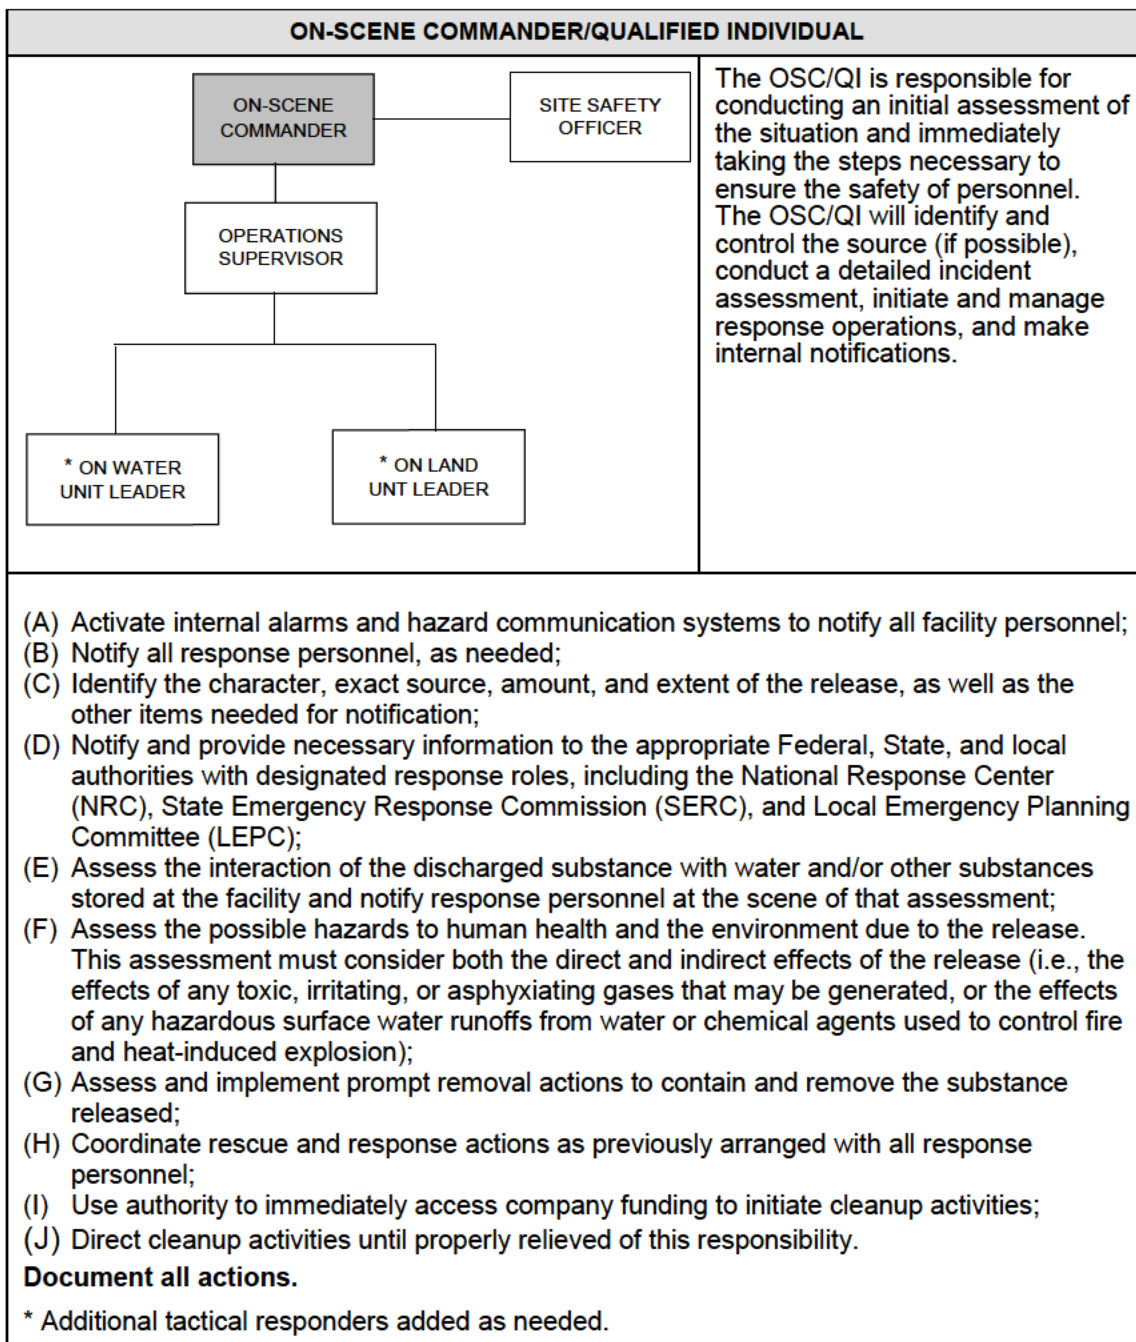 ON-SCENE COMMANDER/QUALIFIED INDIVIDUAL
ON-SCENE
COMMANDER
SITE SAFETY
OFFICER
OPERATIONS
SUPERVISOR
* ON WATER
UNIT LEADER
* ON LAND
UNT LEADER
The OSC/QI is responsible for
conducting an initial assessment of
the situation and immediately
taking the steps necessary to
ensure the safety of personnel.
The OSC/QI will identify and
control the source (if possible),
conduct a detailed incident
assessment, initiate and manage
response operations, and make
internal notifications.
(A) Activate internal alarms and hazard communication systems to notify all facility personnel;
(B) Notify all response personnel, as needed;
(C) Identify the character, exact source, amount, and extent of the release, as well as the
other items needed for notification;
(D) Notify and provide necessary information to the appropriate Federal, State, and local
authorities with designated response roles, including the National Response Center
(NRC), State Emergency Response Commission (SERC), and Local Emergency Planning
Committee (LEPC);
(E) Assess the interaction of the discharged substance with water and/or other substances
stored at the facility and notify response personnel at the scene of that assessment;
(F) Assess the possible hazards to human health and the environment due to the release.
This assessment must consider both the direct and indirect effects of the release (i.e., the
effects of any toxic, irritating, or asphyxiating gases that may be generated, or the effects
of any hazardous surface water runoffs from water or chemical agents used to control fire
and heat-induced explosion);
(G) Assess and implement prompt removal actions to contain and remove the substance
released;
(H) Coordinate rescue and response actions as previously arranged with all response
personnel;
(I) Use authority to immediately access company funding to initiate cleanup activities;
(J) Direct cleanup activities until properly relieved of this responsibility.
Document all actions.
* Additional tactical responders added as needed.